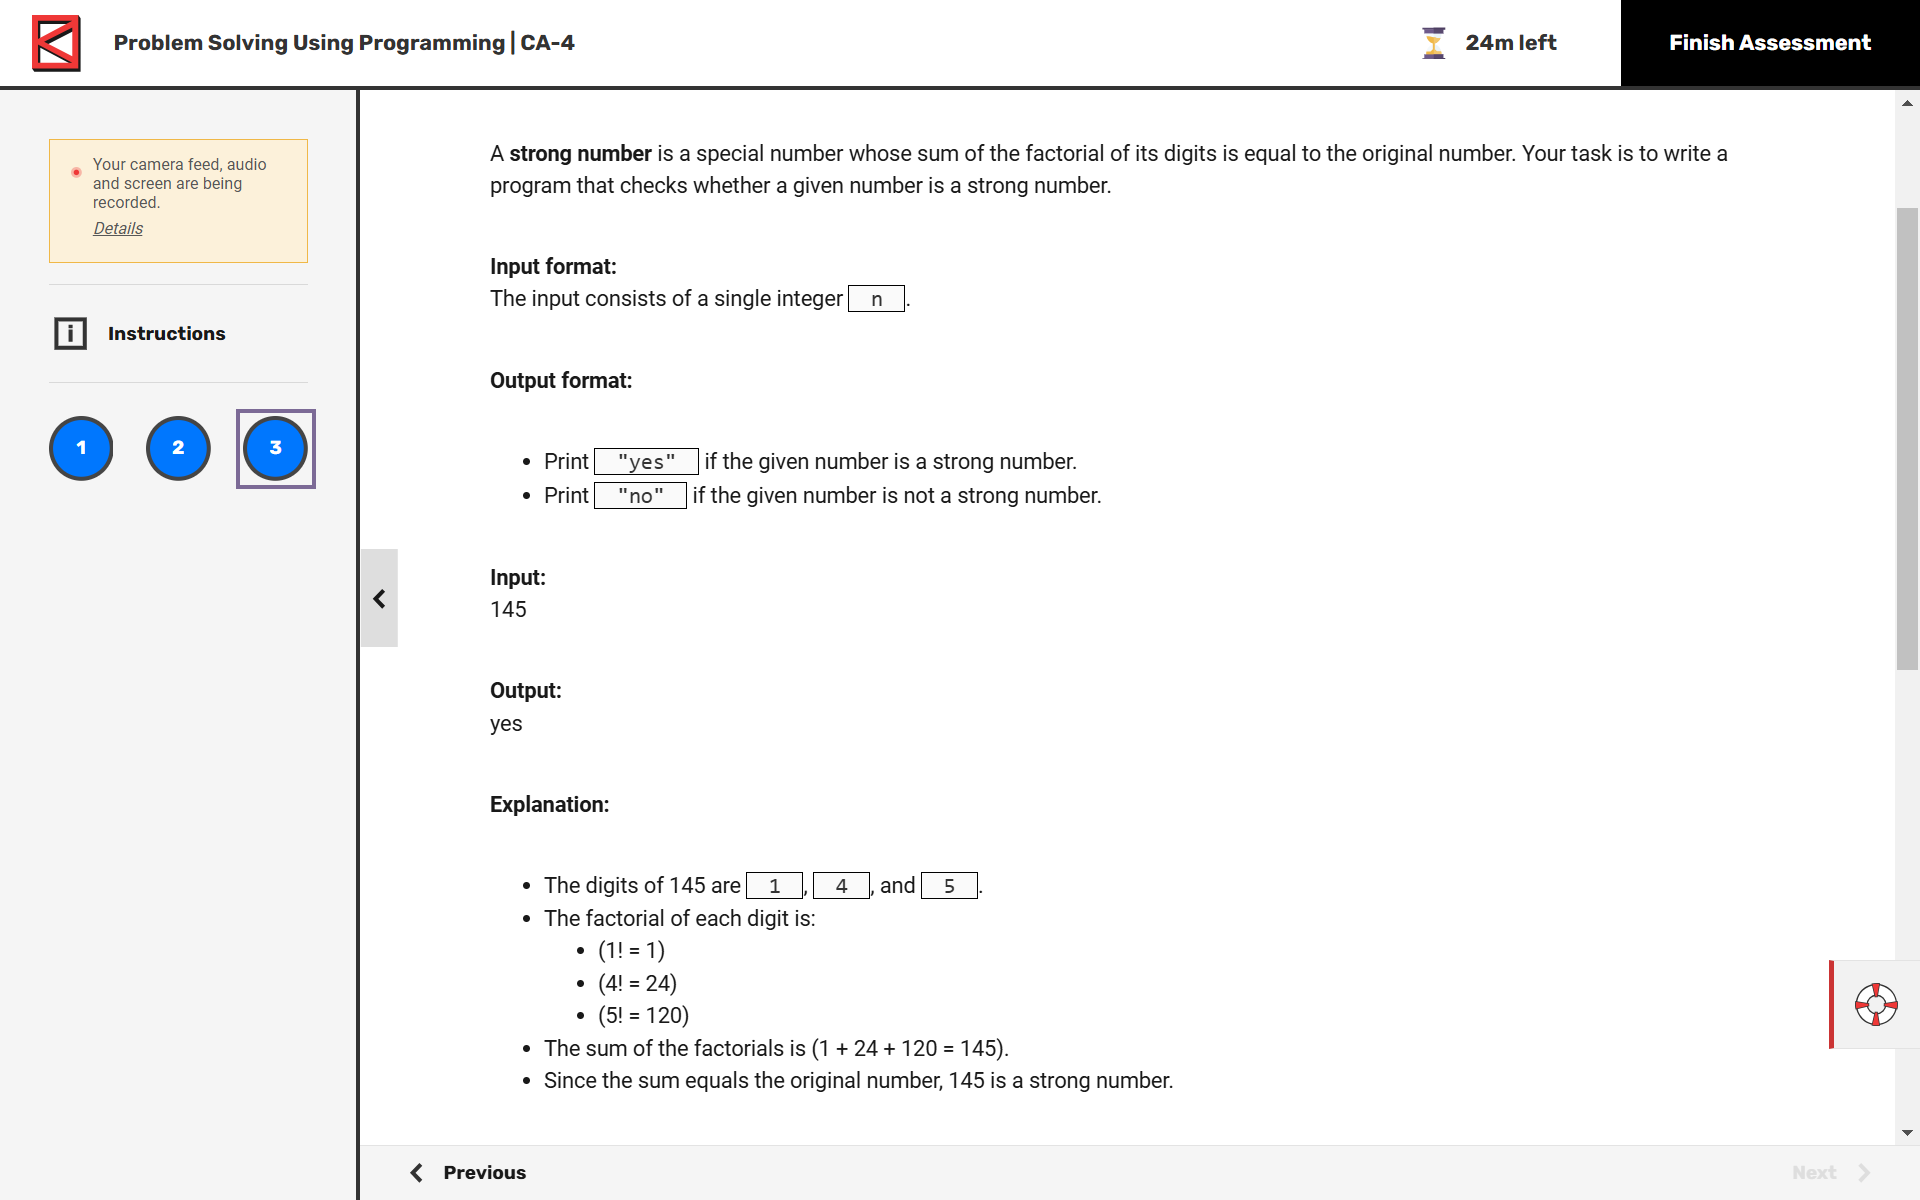 Problem Solving Using Programming | CA-4
24m left
Finish Assessment
Your camera feed, audio
and screen are being
recorded.
Details
Instructions
1 2 3
A strong number is a special number whose sum of the factorial of its digits is equal to the original number. Your task is to write a
program that checks whether a given number is a strong number.
Input format:
The input consists of a single integer n.
Output format:
• Print "yes" if the given number is a strong number.
• Print "no" if the given number is not a strong number.
Input:
145
Output:
yes
Explanation:
• The digits of 145 are 1, 4, and 5.
• The factorial of each digit is:
• (1! = 1)
• (4! = 24)
• (5! = 120)
• The sum of the factorials is (1 + 24 + 120 = 145).
• Since the sum equals the original number, 145 is a strong number.
Previous
Next